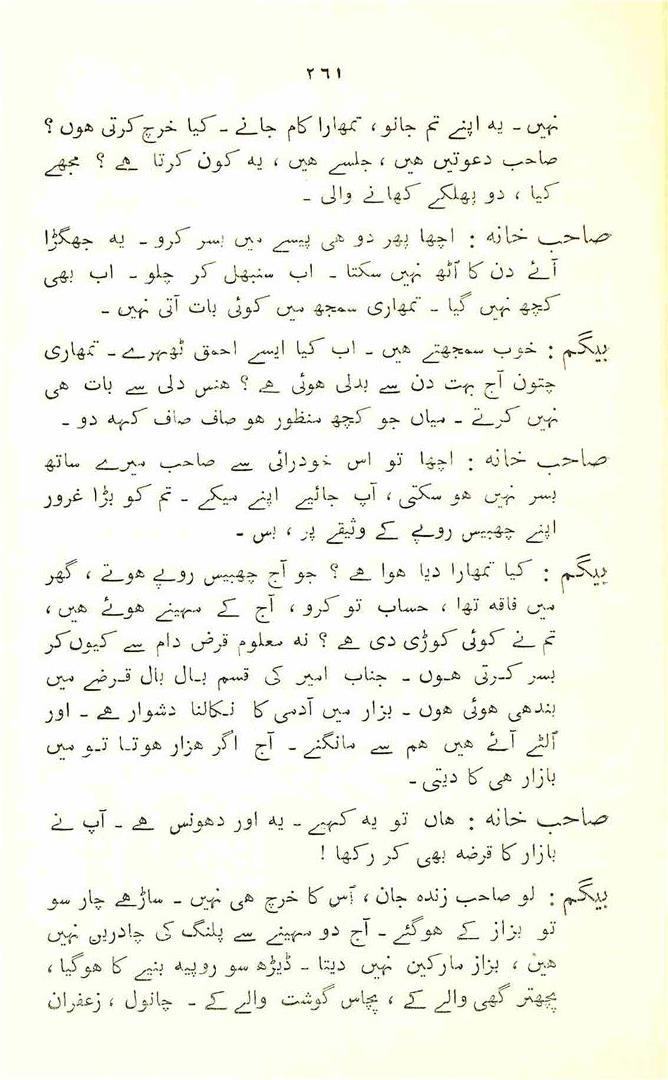 ۲۶۱
نہیں ۔ یہ اپنے تم جانو ، تمھارا کام جانے ۔ کیا خرچ کرتی ہوں ؟
صاحب دعوتیں ہیں ، جلسے ہیں ، یہ کون کرتا ہے ؟ مجھے
کیا ، دو پھلکے کھانے والی ۔
صاحب خانہ : اچھا پھر دو ہی پیسے میں بسر کرو ۔ یہ جھگڑا
آئے دن کا اُٹھ نہیں سکتا ۔ اب سنبھل کر چلو ۔ اب بھی
کچھ نہیں گیا ۔ تمھاری سمجھ میں کوئی بات آتی نہیں ۔
بیگم : خوب سمجھتے ہیں ۔ اب کیا ایسے احمق ٹھہرے ۔ تمھاری
چتون آج بہت دن سے بدلی ہوئی ہے ؟ ہنس دلی سے بات ہی
نہیں کرتے ۔ میاں جو کچھ منظور ہو صاف صاف کہہ دو ۔
صاحب خانہ : اچھا تو اس خودرائی سے صاحب میرے ساتھ
بسر نہیں ہو سکتی ، آپ جائیے اپنے میکے ۔ تم کو بڑا غرور
اپنے چھبیس روپے کے وثیقے پر ، بس ۔
بیگم : کیا تمھارا دیا ہوا ہے ؟ جو آج چھبیس روپے ہوتے ، گھر
میں فاقہ تھا ، حساب تو کرو ، آج کے مہینے ہوئے ہیں ،
تم نے کوئی کوڑی دی ہے ؟ نہ معلوم قرض دام سے کیوں کر
بسر کرتی ہوں ۔ جناب امیر کی قسم بال بال قرضے میں
بندھی ہوئی ہوں ۔ بزار میں آدمی کا نکالنا دشوار ہے ۔ اور
اُلٹے آئے ہیں ہم سے مانگنے ۔ آج اگر ہزار ہوتا تو میں
بازار ہی کا دیتی ۔
صاحب خانہ : ہاں تو یہ کہیے ۔ یہ اور دھونس ہے ۔ آپ نے
بازار کا قرضہ بھی کر رکھا !
بیگم : لو صاحب زندہ جان ، اُس کا خرچ ہی نہیں ۔ ساڑھے چار سو
تو بزاز کے ہوگئے ۔ آج دو مہینے سے پلنگ کی چادریں نہیں
ہیں ، بزاز مارکین نہیں دیتا ۔ ڈیڑھ سو روپیہ بنیے کا ہوگیا ،
پچھتر گھی والے کے ، پچاس گوشت والے کے ۔ چانول ، زعفران